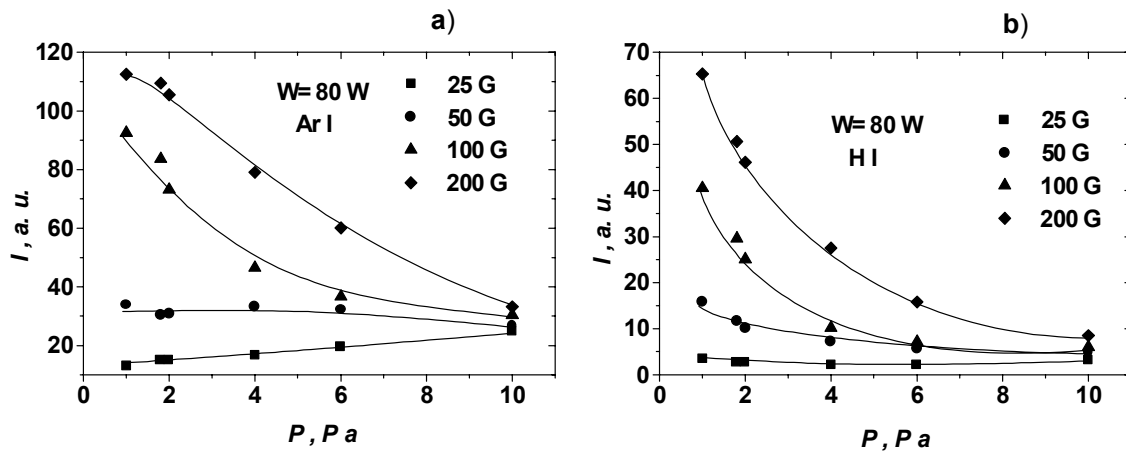 a)
120
100
80
60
40
20
I , a. u.
0 2 4 6 8 10
P , P a
W= 80 W
Ar I
25 G
50 G
100 G
200 G
b)
70
60
50
40
30
20
10
0
I , a. u.
0 2 4 6 8 10
P , P a
W= 80 W
H I
25 G
50 G
100 G
200 G